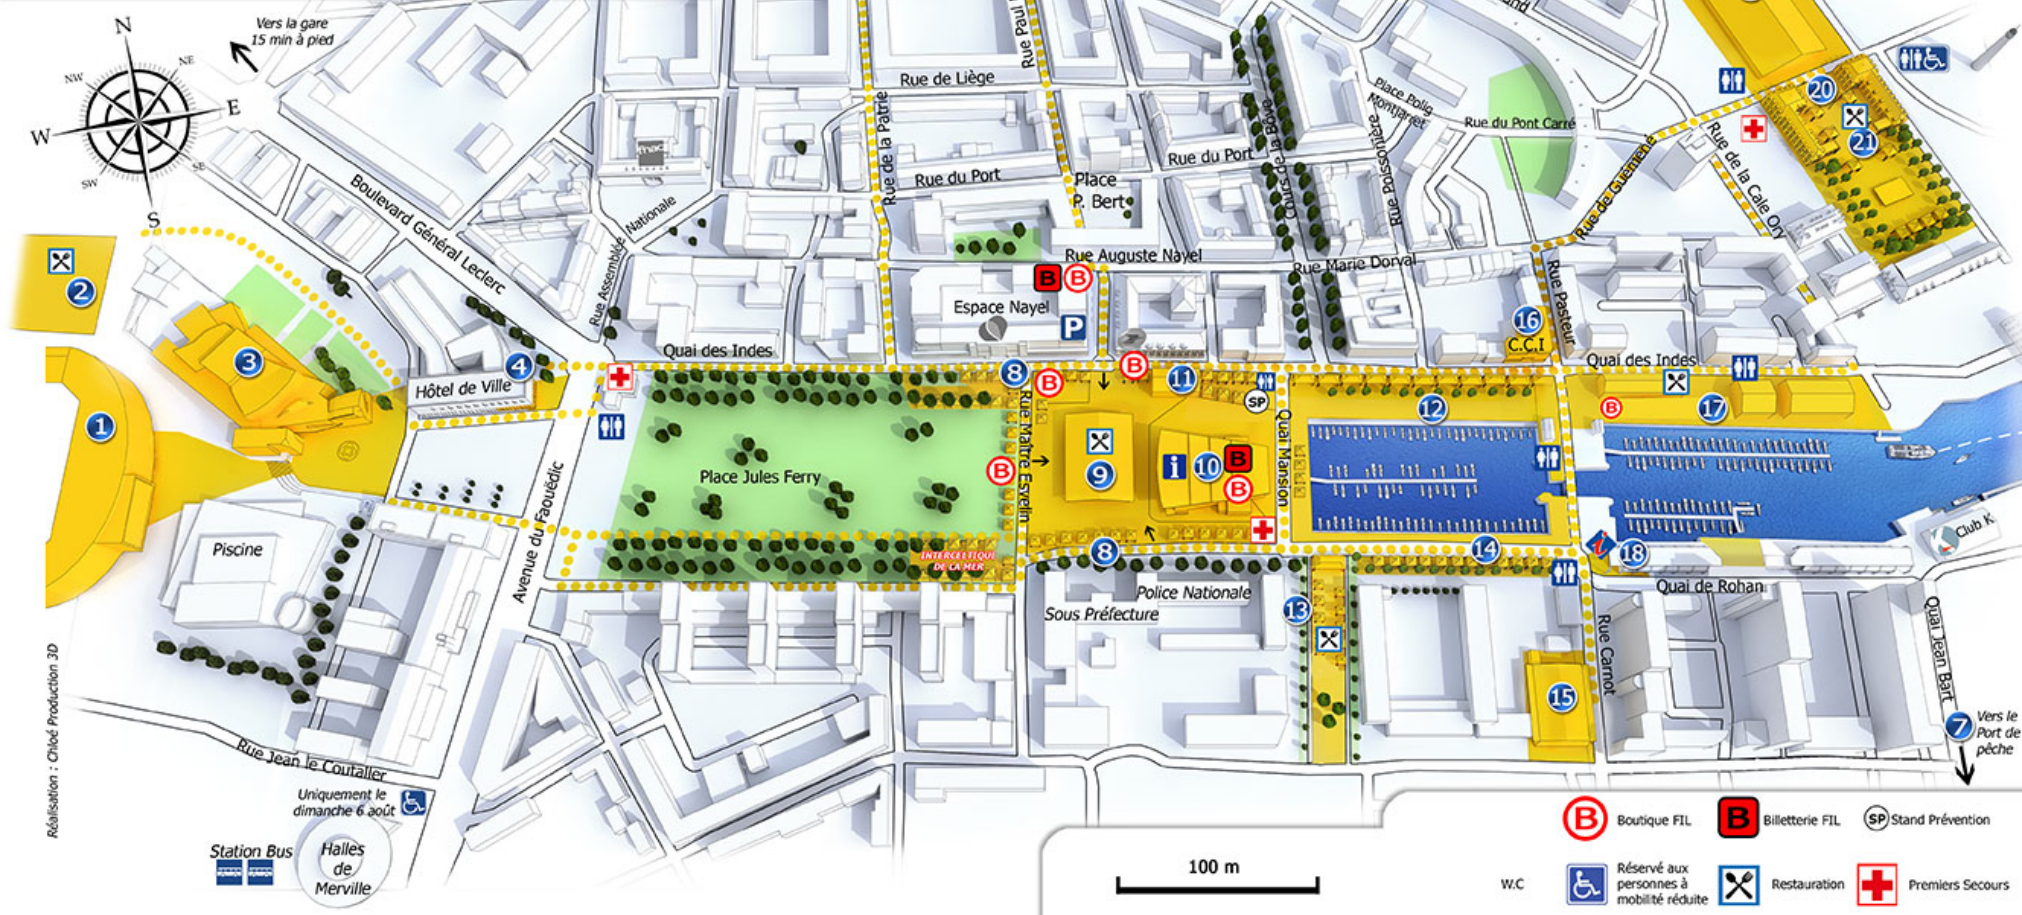 Vers la gare
15 min à pied
N
NW
NE
W
E
SW
SE
S
Rue de Liège
Rue Paul
Rue de la Patrie
fnac
Rue du Port
Place
P. Bert
Rue du Port
Cours de la Bôve
Rue Poissonnière
Place Polig
Montjarret
Rue du Pont Carré
Rue de Guémené
Rue de la Cale Ory
20
21
Boulevard Général Leclerc
Rue Assemblée Nationale
Rue Auguste Nayel
Rue Marie Dorval
Rue Pasteur
B
B
Espace Nayel
P
2
3
4
1
Hôtel de Ville
Quai des Indes
8
B
B
11
SP
16
C.C.I
Quai des Indes
12
B
17
Place Jules Ferry
Rue Maître Esvelin
B
9
i
10
B
B
Quai Mansion
Avenue du Faouëdic
INTERCELTIQUE
DE LA MER
8
14
i
18
Club K
Piscine
Police Nationale
Sous Préfecture
13
15
Quai de Rohan
Rue Carnot
Quai Jean Bart
7
Vers le
Port de
pêche
Rue Jean le Coutaller
Réalisation : Chloé Production 3D
Uniquement le
dimanche 6 août
Station Bus
Halles
de
Merville
100 m
B Boutique FIL
B Billetterie FIL
SP Stand Prévention
W.C
Réservé aux
personnes à
mobilité réduite
Restauration
Premiers Secours